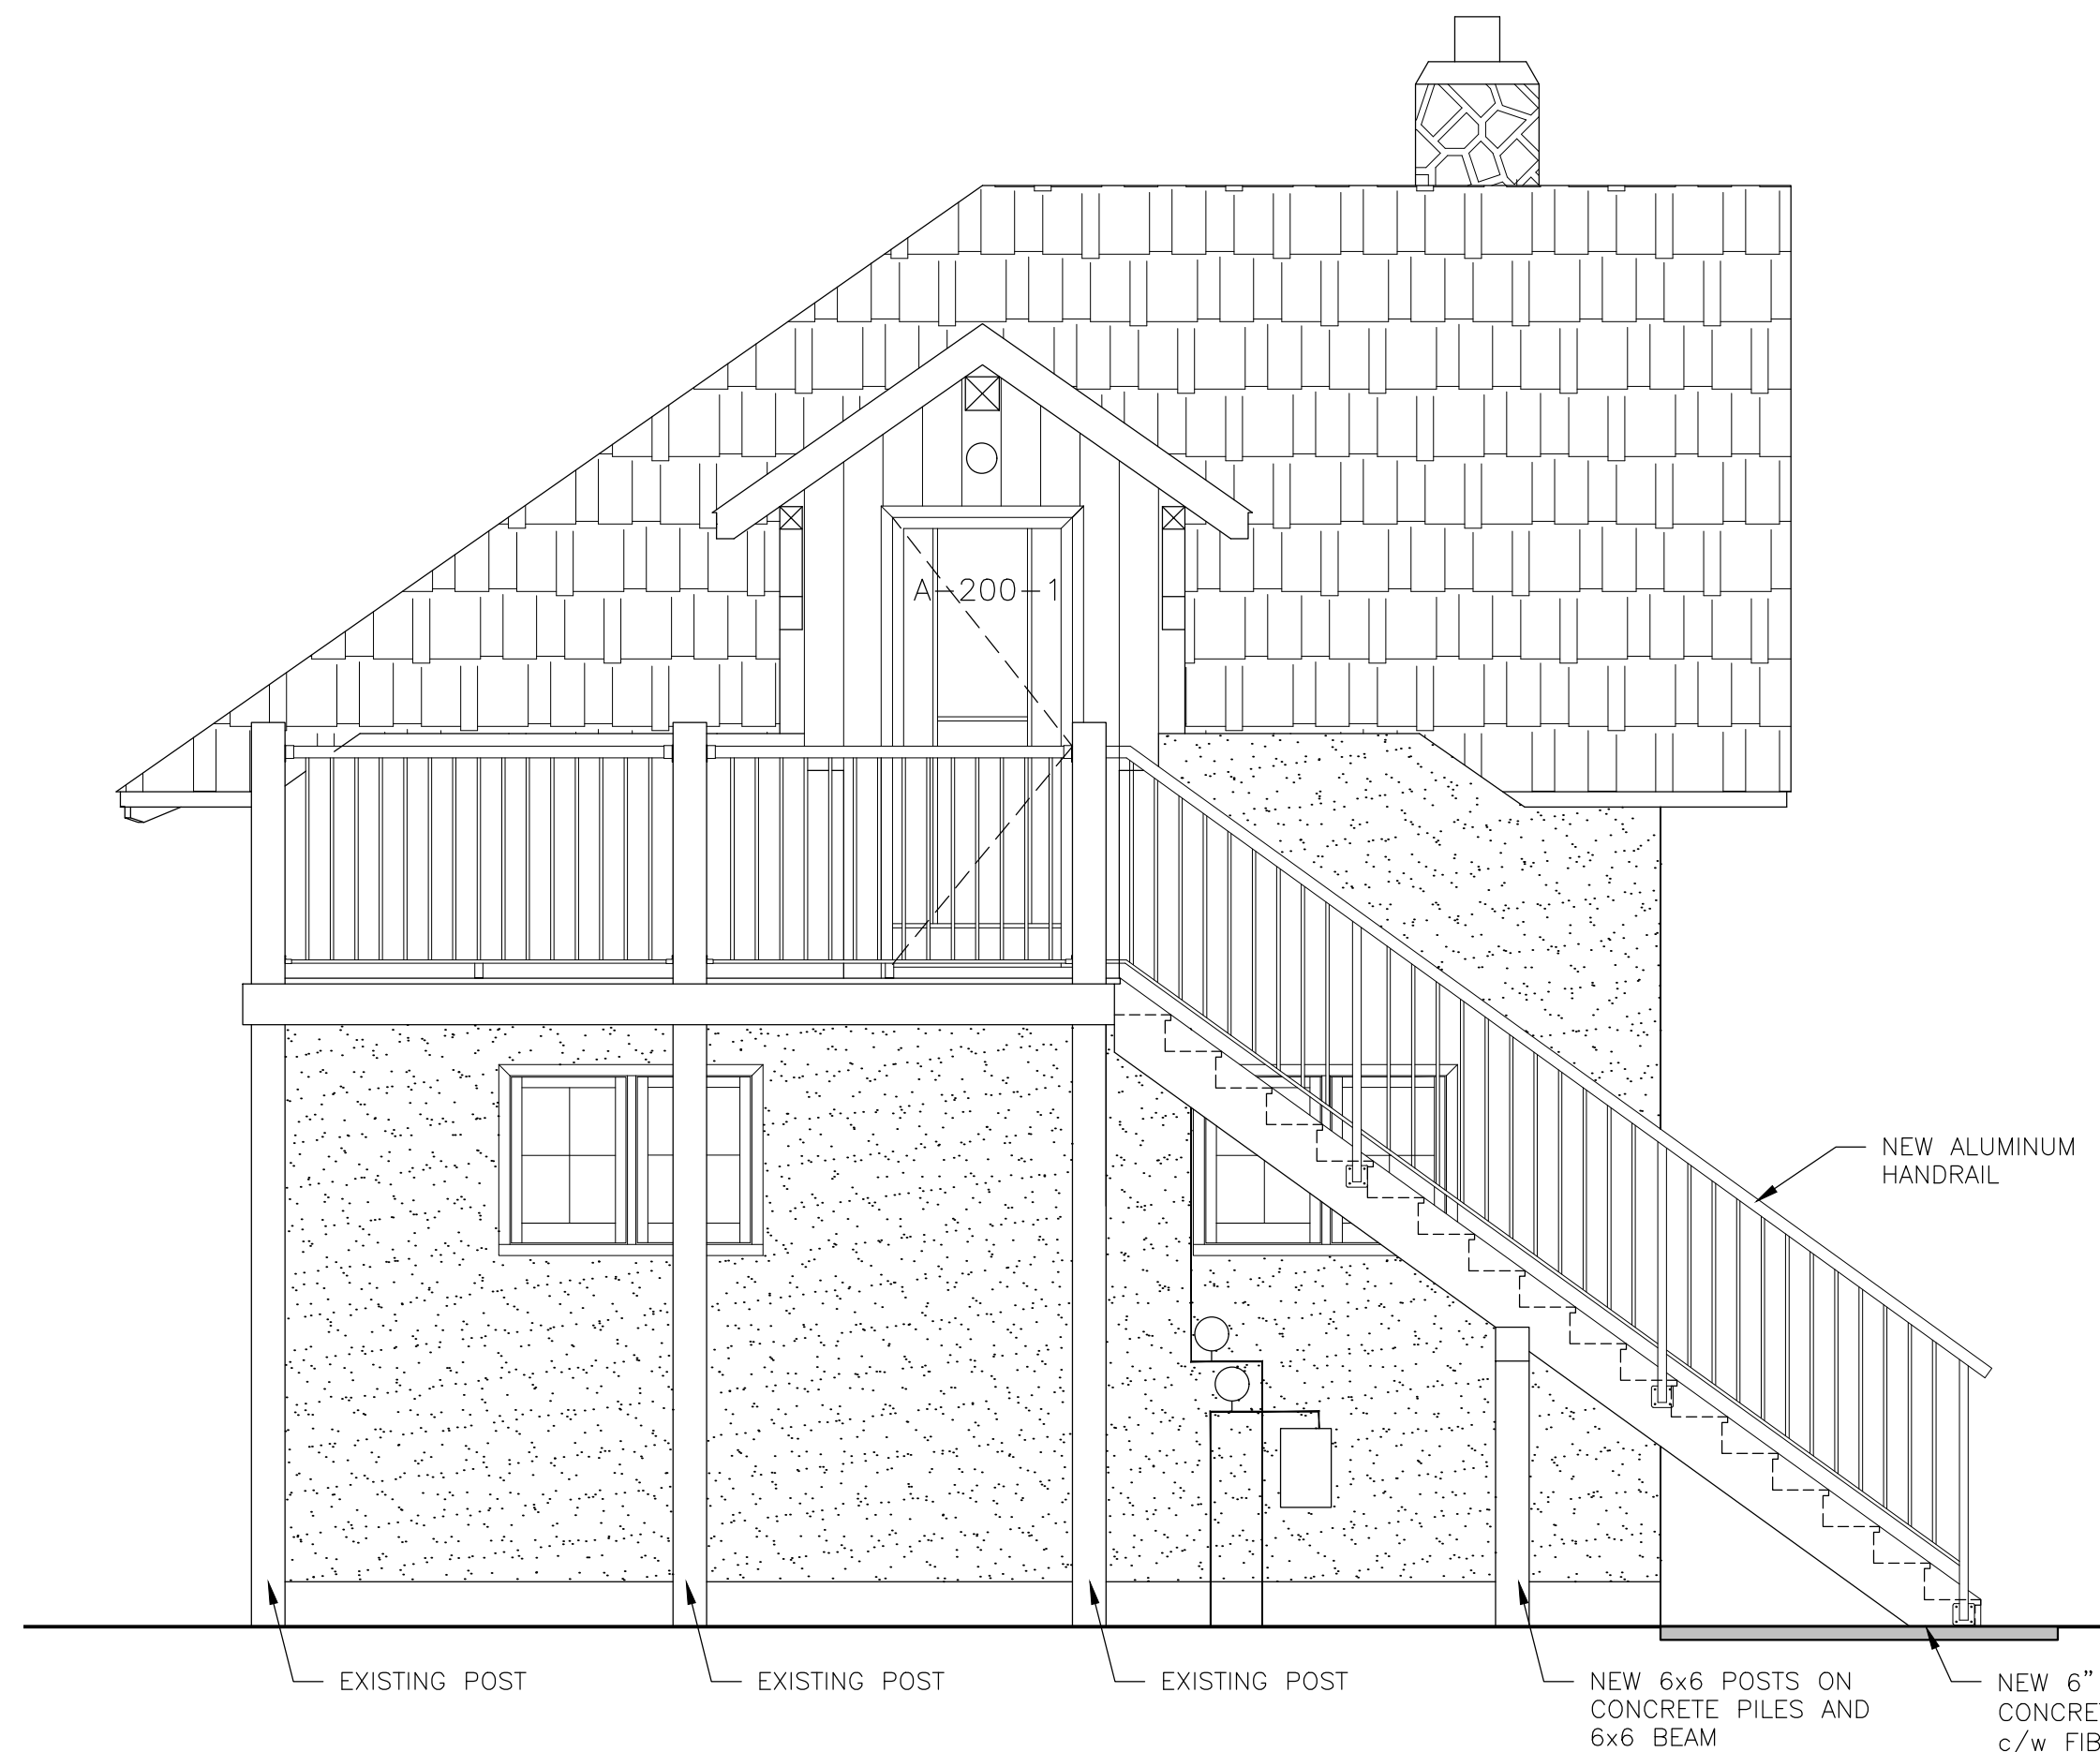 A-200-1
NEW ALUMINUM
HANDRAIL
EXISTING POST
EXISTING POST
EXISTING POST
NEW 6x6 POSTS ON
CONCRETE PILES AND
6x6 BEAM
NEW 6"
c/w